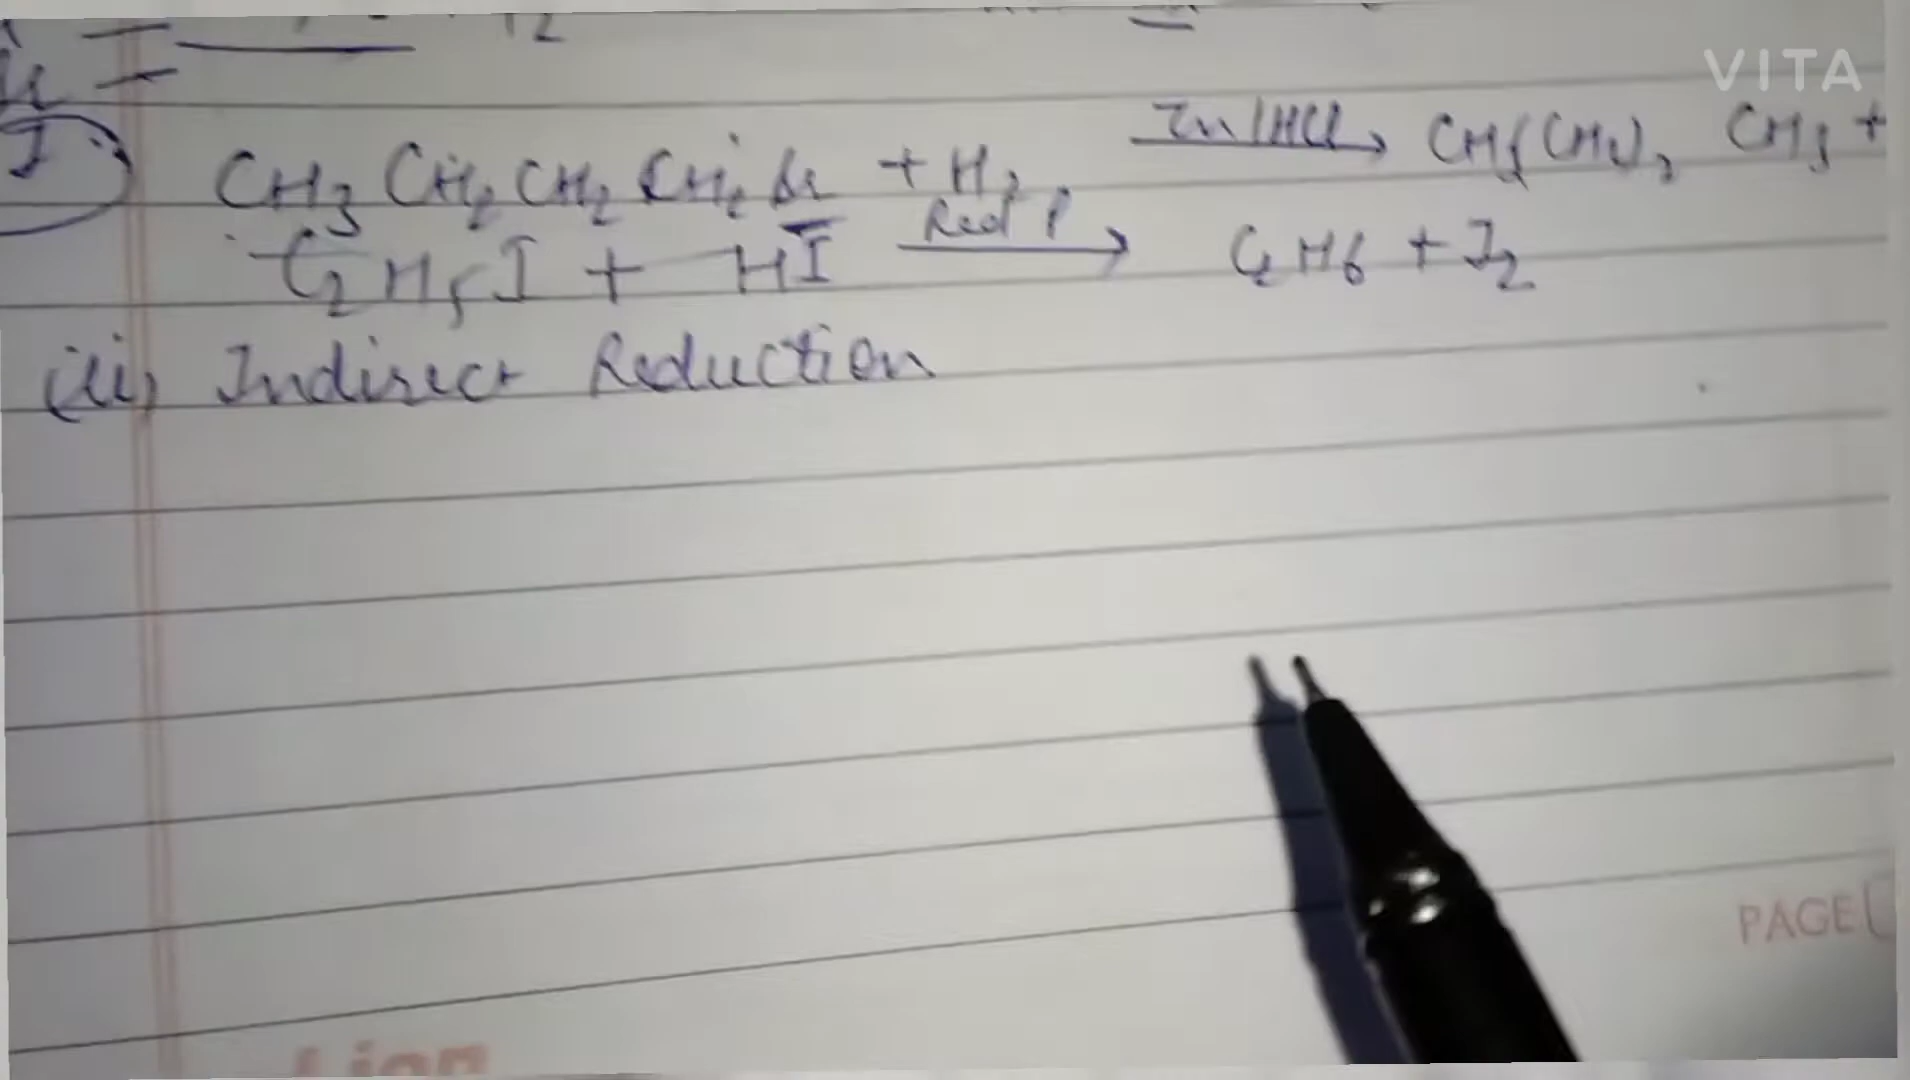 VITA
I
CH3 CH2 CH2 CH2 Br + H2 Zn/HCl → CH3(CH2)2 CH3 +
C2H5I + HI Red P → C2H6 + I2
(ii) Indirect Reduction
PAGE
Lion